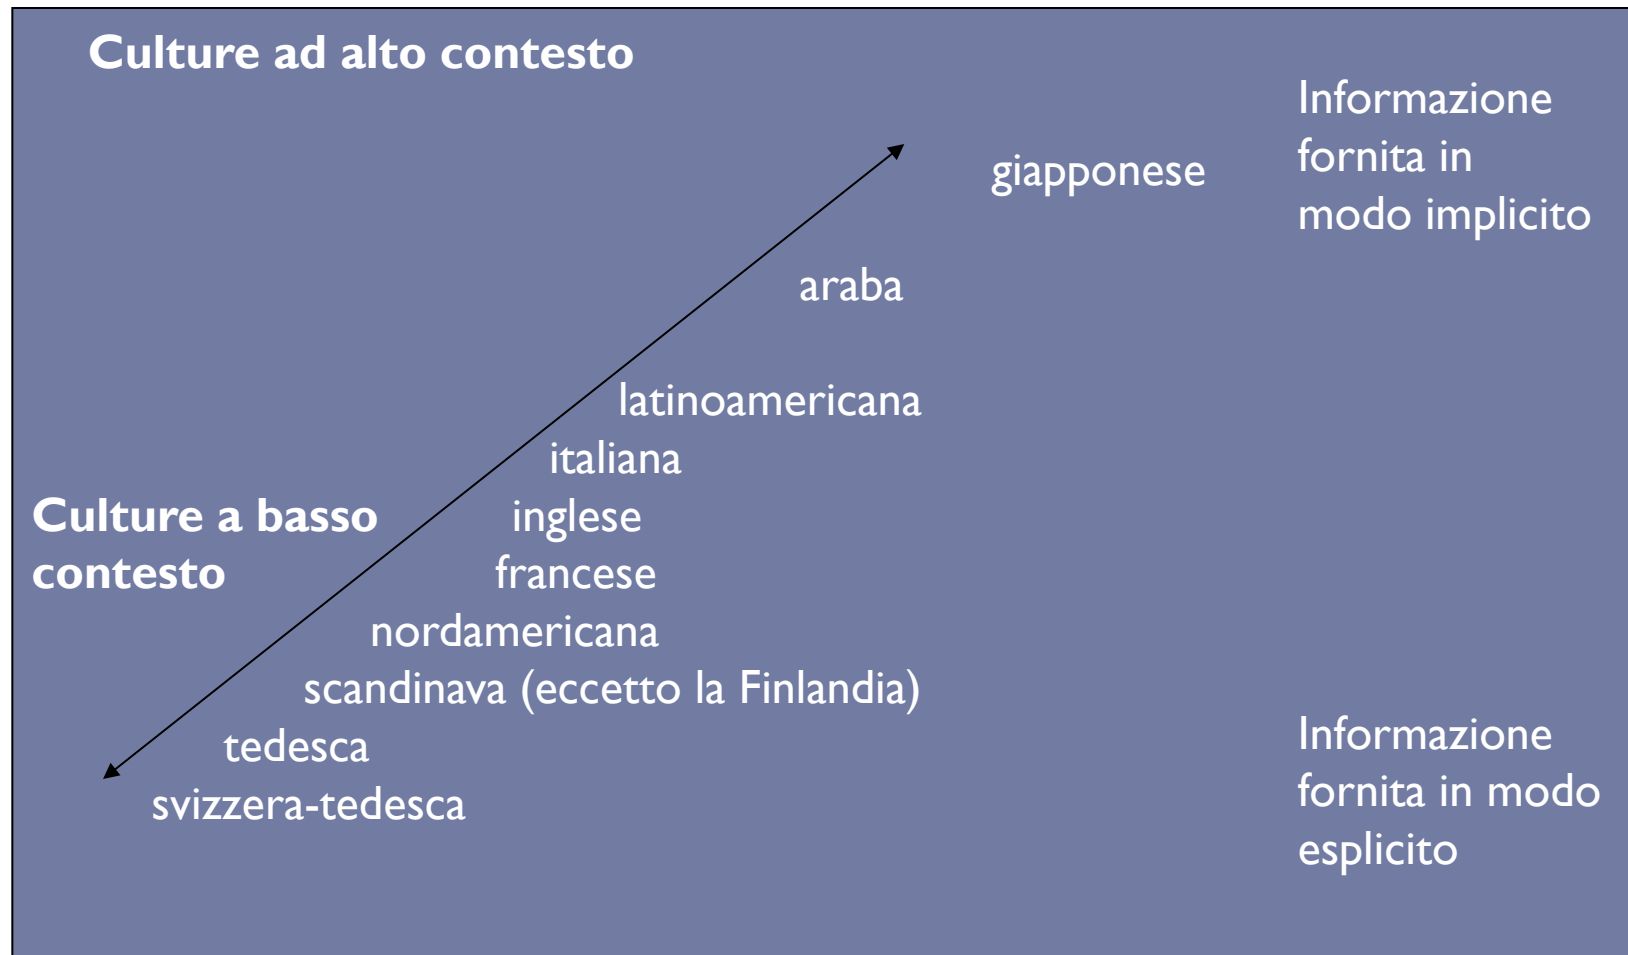 Culture ad alto contesto
Informazione
fornita in
modo implicito
giapponese
araba
latinoamericana
italiana
Culture a basso
contesto
inglese
francese
nordamericana
scandinava (eccetto la Finlandia)
tedesca
svizzera-tedesca
Informazione
fornita in modo
esplicito